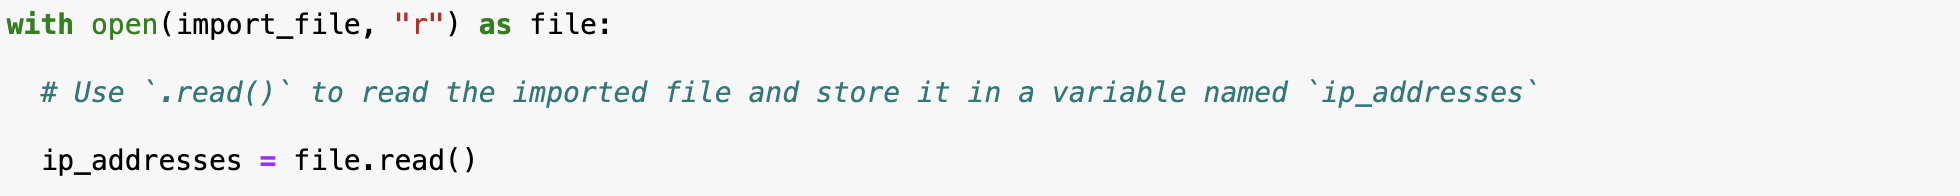 with open(import_file, "r") as file:
# Use `.read()` to read the imported file and store it in a variable named `ip_addresses`
ip_addresses = file.read()